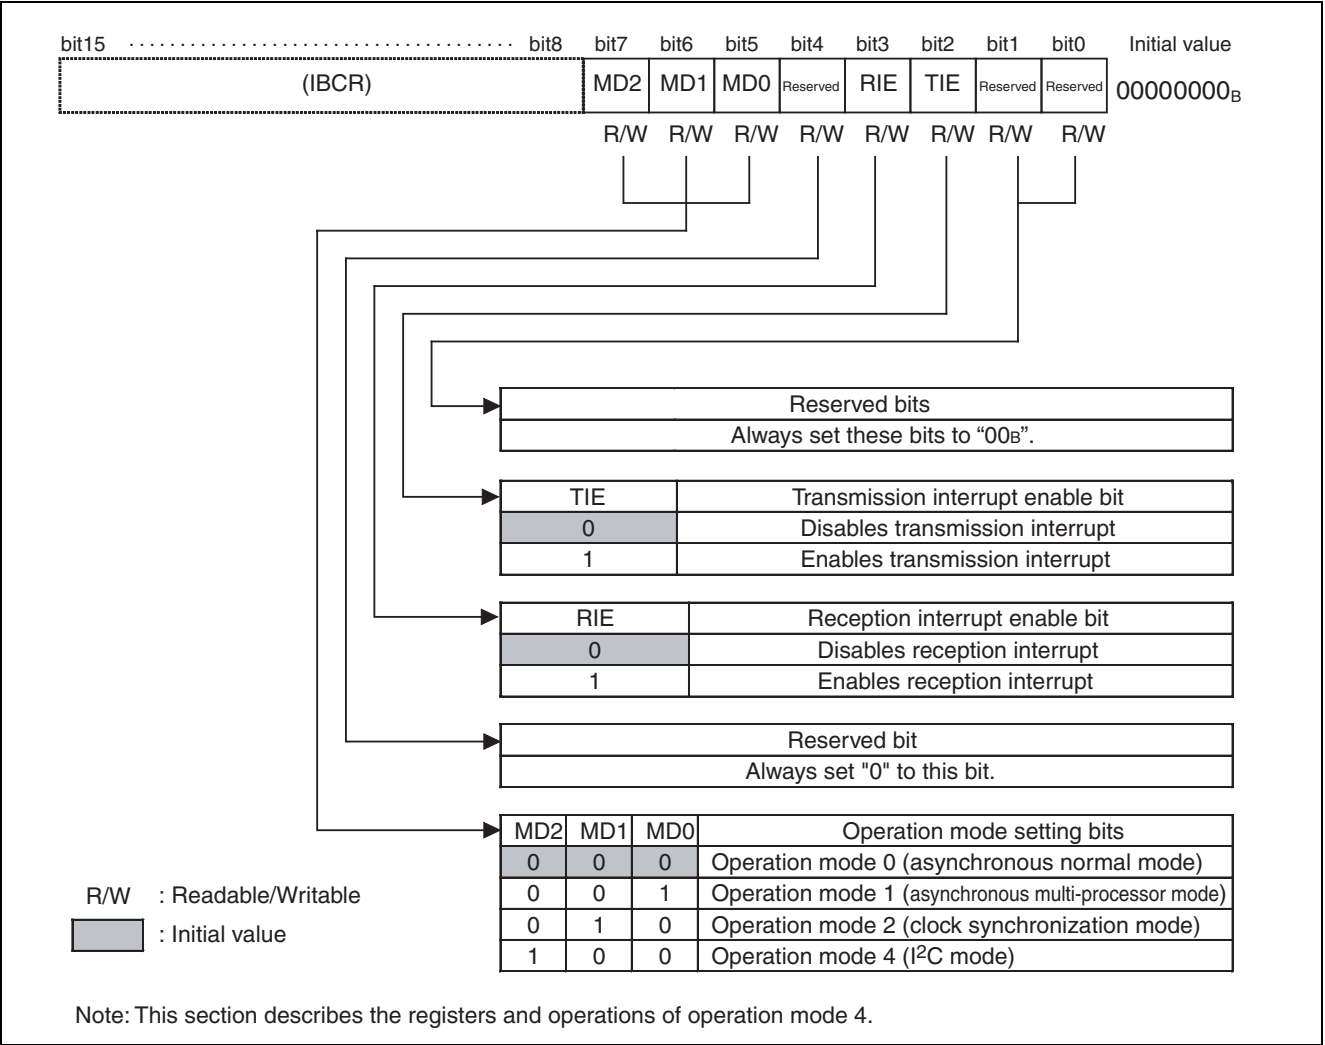 bit15 ······································ bit8 bit7 bit6 bit5 bit4 bit3 bit2 bit1 bit0 Initial value
(IBCR) MD2 MD1 MD0 Reserved RIE TIE Reserved Reserved 00000000B
R/W R/W R/W R/W R/W R/W R/W R/W
Reserved bits
Always set these bits to “00B”.
TIE Transmission interrupt enable bit
0 Disables transmission interrupt
1 Enables transmission interrupt
RIE Reception interrupt enable bit
0 Disables reception interrupt
1 Enables reception interrupt
Reserved bit
Always set "0" to this bit.
MD2 MD1 MD0 Operation mode setting bits
0 0 0 Operation mode 0 (asynchronous normal mode)
0 0 1 Operation mode 1 (asynchronous multi-processor mode)
0 1 0 Operation mode 2 (clock synchronization mode)
1 0 0 Operation mode 4 (I2C mode)
R/W : Readable/Writable
: Initial value
Note: This section describes the registers and operations of operation mode 4.